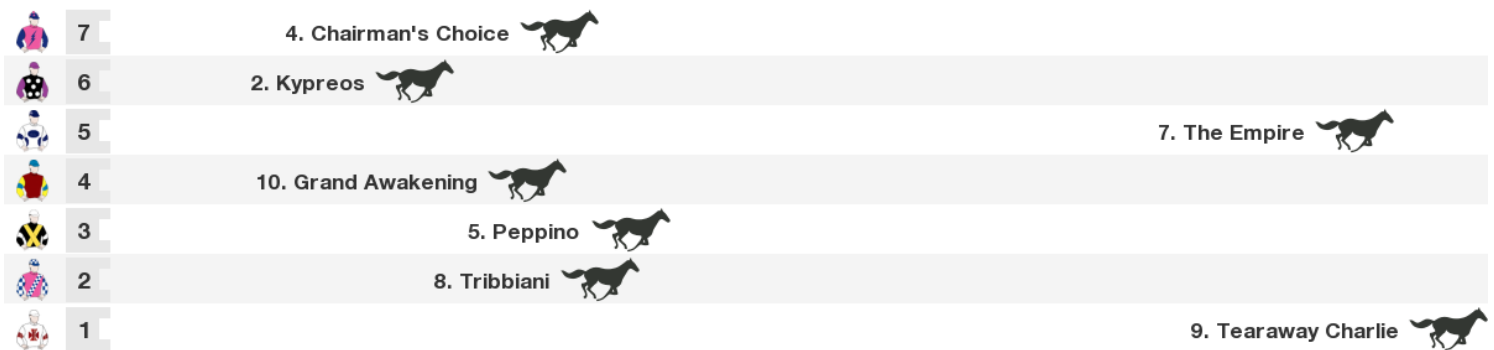 7 4. Chairman's Choice
6 2. Kypreos
5 7. The Empire
4 10. Grand Awakening
3 5. Peppino
2 8. Tribbiani
1 9. Tearaway Charlie